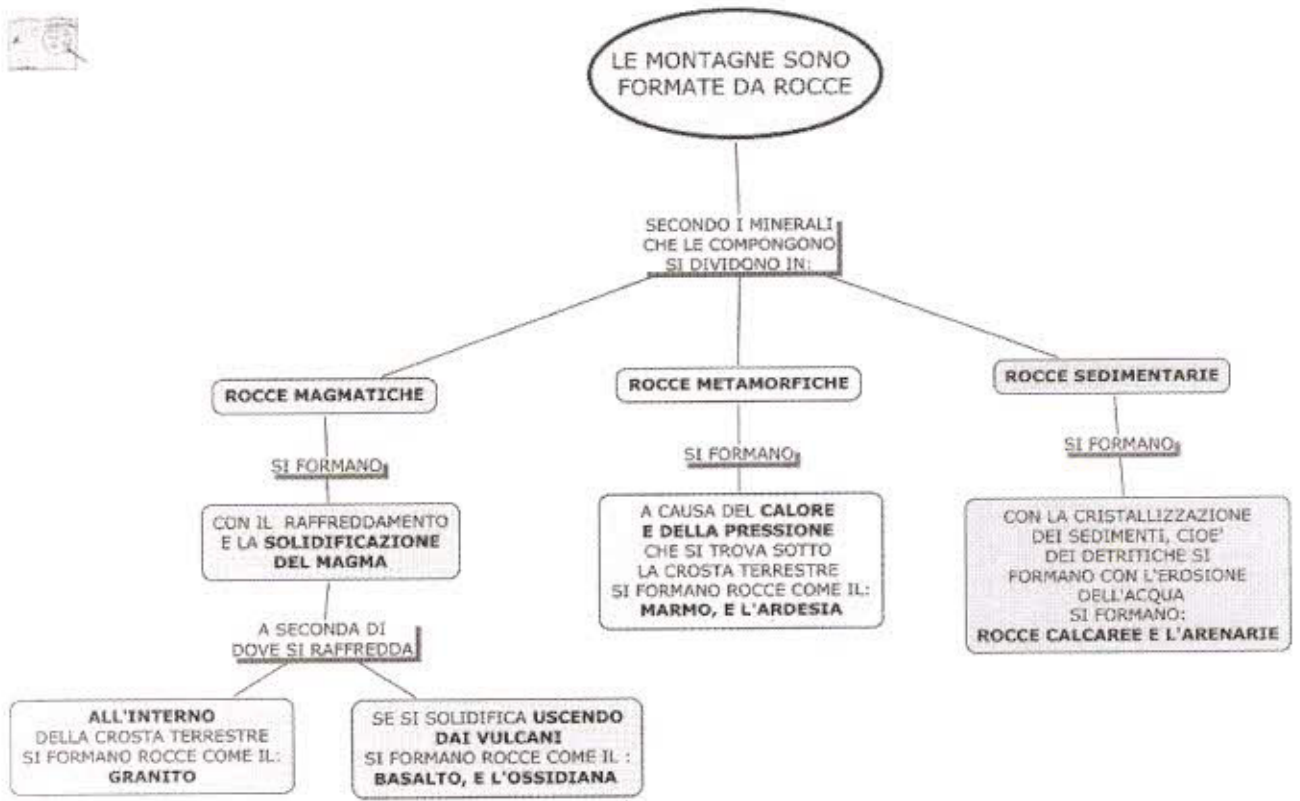 LE MONTAGNE SONO
FORMATE DA ROCCE
SECONDO I MINERALI
CHE LE COMPONGONO
SI DIVIDONO IN:
ROCCE MAGMATICHE
SI FORMANO
CON IL RAFFREDDAMENTO
E LA SOLIDIFICAZIONE
DEL MAGMA
A SECONDA DI
DOVE SI RAFFREDDA
ALL'INTERNO
DELLA CROSTA TERRESTRE
SI FORMANO ROCCE COME IL:
GRANITO
SE SI SOLIDIFICA USCENDO
DAI VULCANI
SI FORMANO ROCCE COME IL :
BASALTO, E L'OSSIDIANA
ROCCE METAMORFICHE
SI FORMANO
A CAUSA DEL CALORE
E DELLA PRESSIONE
CHE SI TROVA SOTTO
LA CROSTA TERRESTRE
SI FORMANO ROCCE COME IL:
MARMO, E L'ARDESIA
ROCCE SEDIMENTARIE
SI FORMANO
CON LA CRISTALLIZZAZIONE
DEI SEDIMENTI, CIOE'
DEI DETRITICHE SI
FORMANO CON L'EROSIONE
DELL'ACQUA
SI FORMANO:
ROCCE CALCAREE E L'ARENARIE